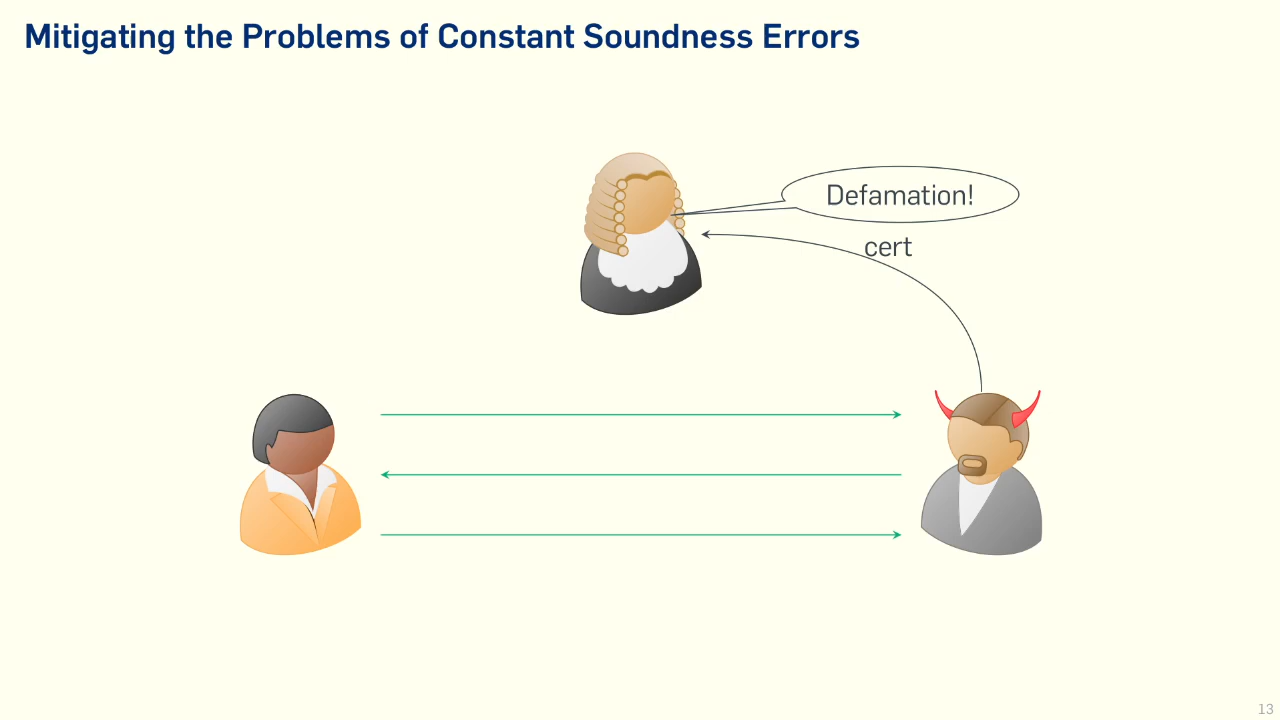 Mitigating the Problems of Constant Soundness Errors
Defamation!
cert
13